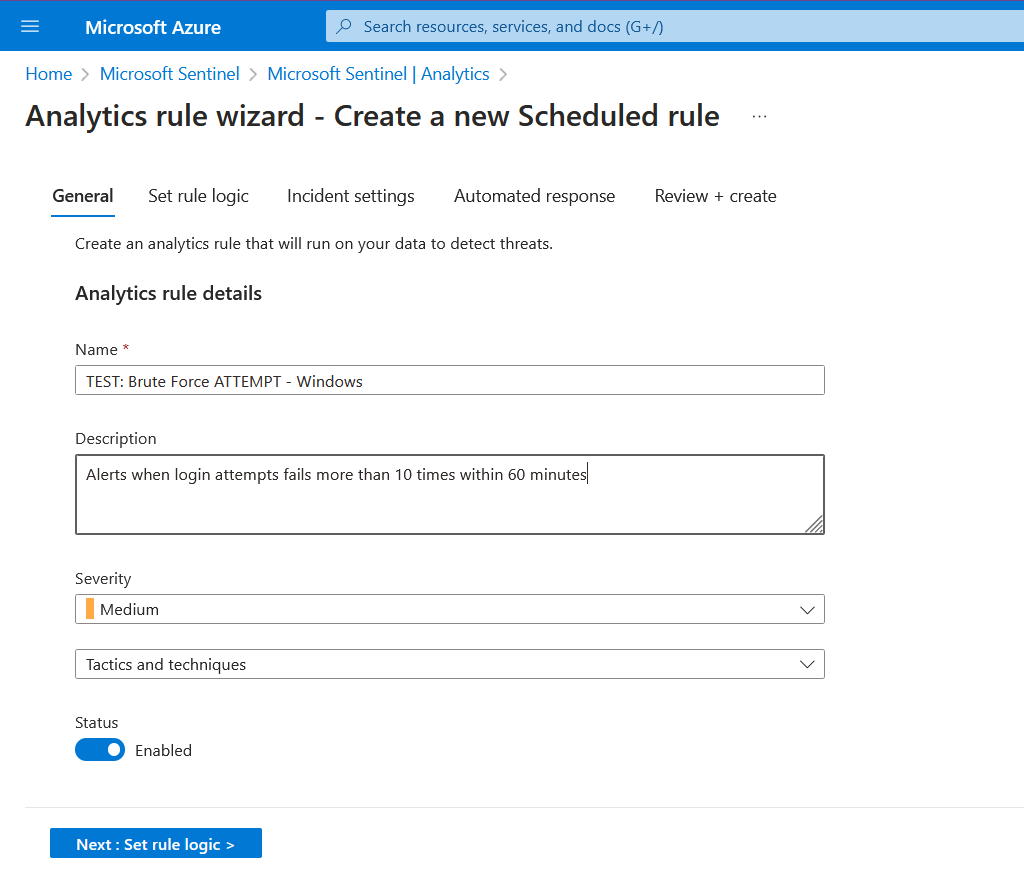 Microsoft Azure
Search resources, services, and docs (G+/)
Home > Microsoft Sentinel > Microsoft Sentinel | Analytics >
Analytics rule wizard - Create a new Scheduled rule ...
General Set rule logic Incident settings Automated response Review + create
Create an analytics rule that will run on your data to detect threats.
Analytics rule details
Name *
TEST: Brute Force ATTEMPT - Windows
Description
Alerts when login attempts fails more than 10 times within 60 minutes
Severity
Medium
Tactics and techniques
Status
Enabled
Next : Set rule logic >